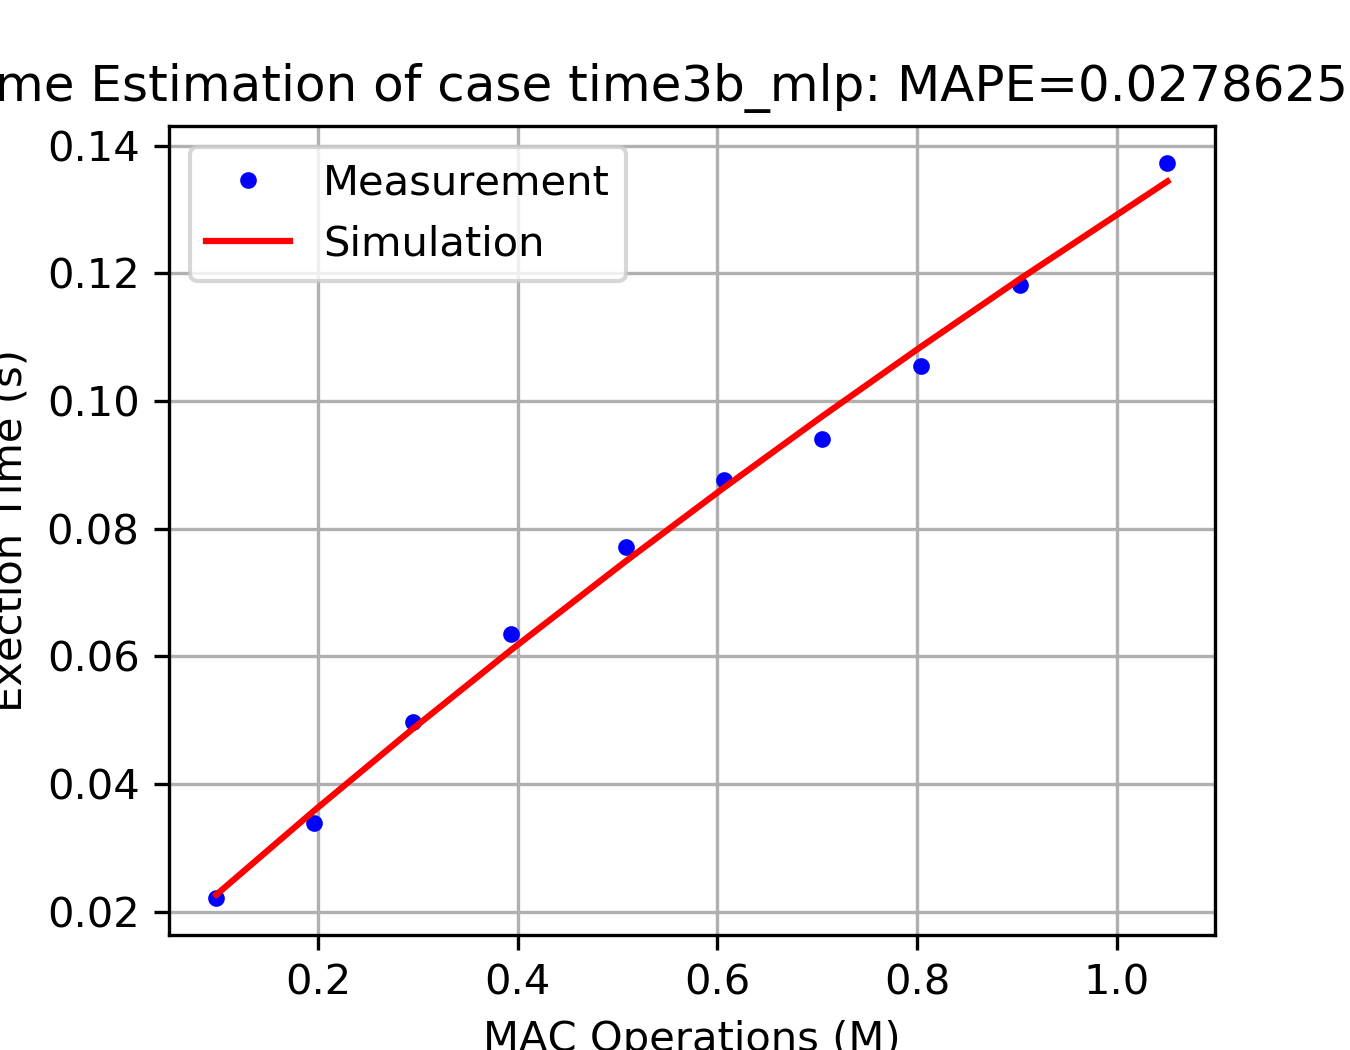 me Estimation of case time3b_mlp: MAPE=0.0278625
0.14
0.12
0.10
0.08
0.06
0.04
0.02
Measurement
Simulation
Exection Time (s)
0.2 0.4 0.6 0.8 1.0
MAC Operations (M)